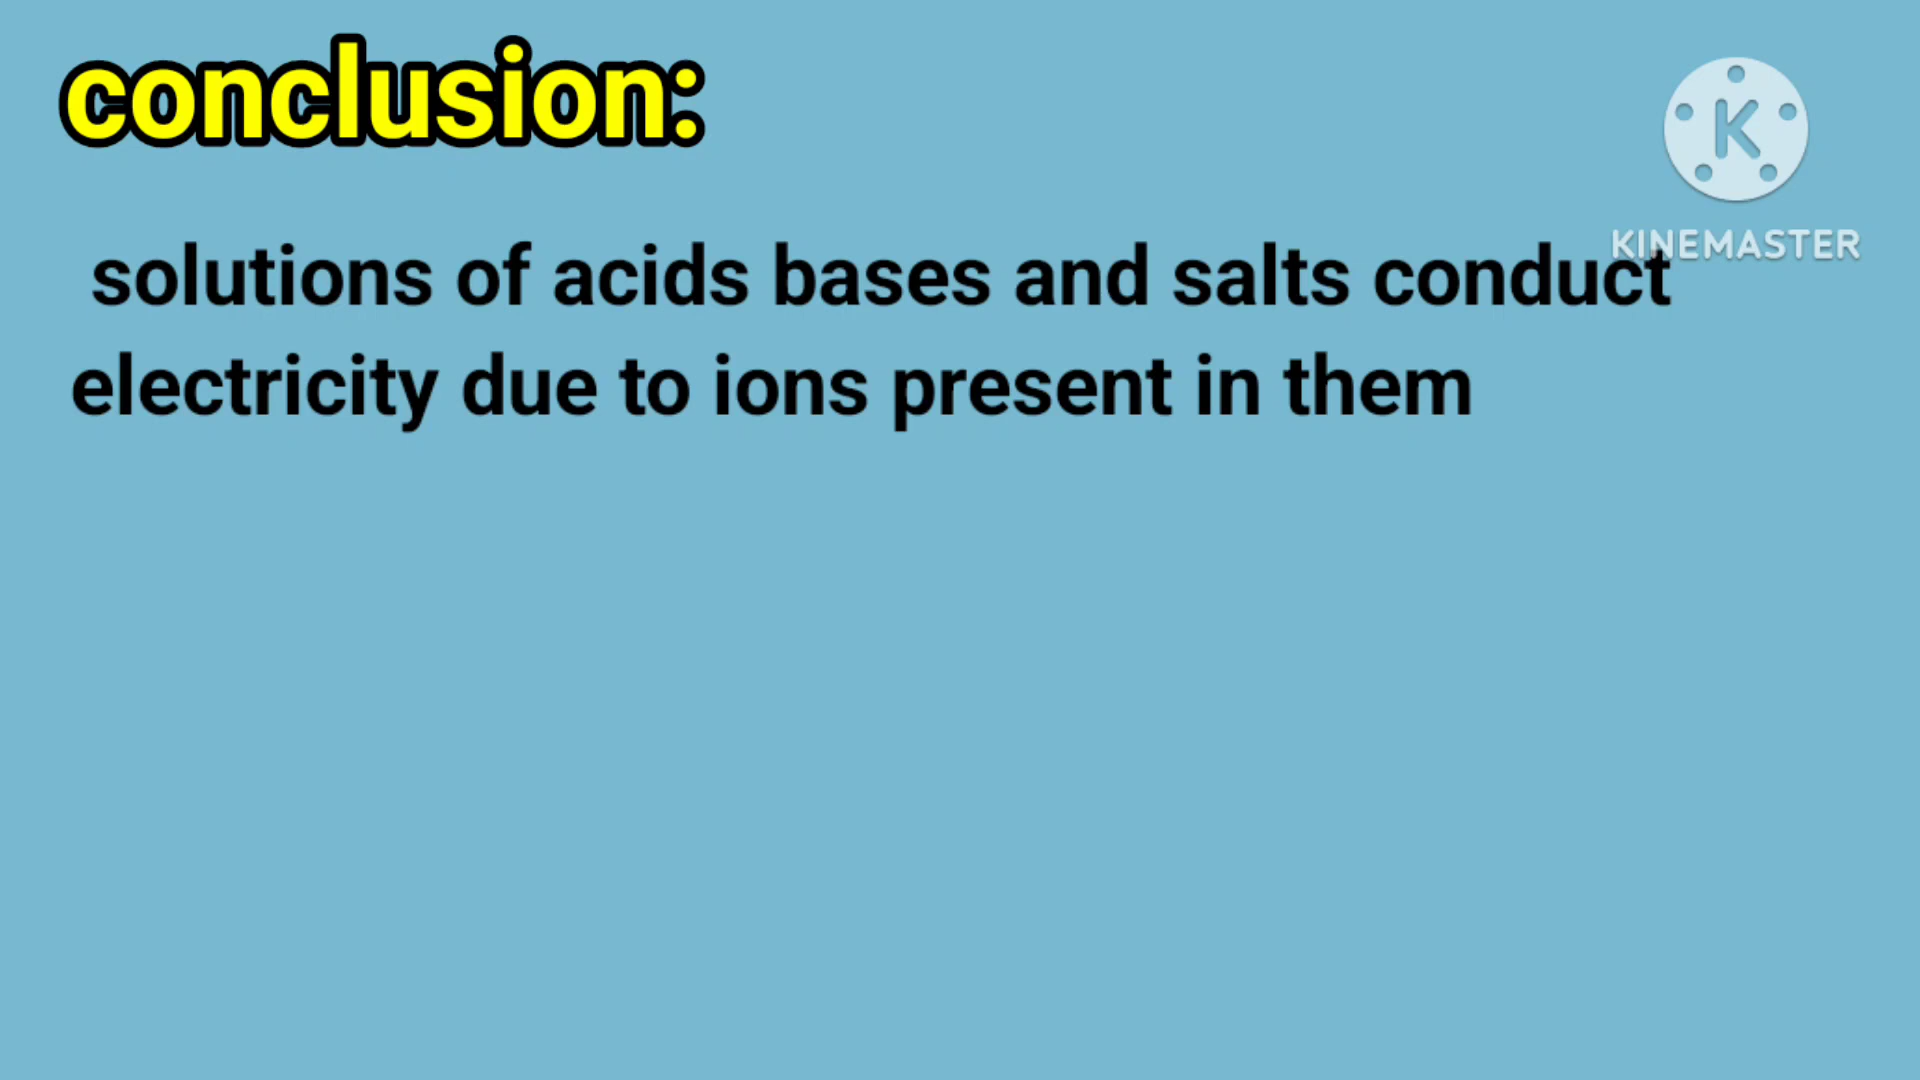 conclusion:
K
KINEMASTER
solutions of acids bases and salts conduct
electricity due to ions present in them